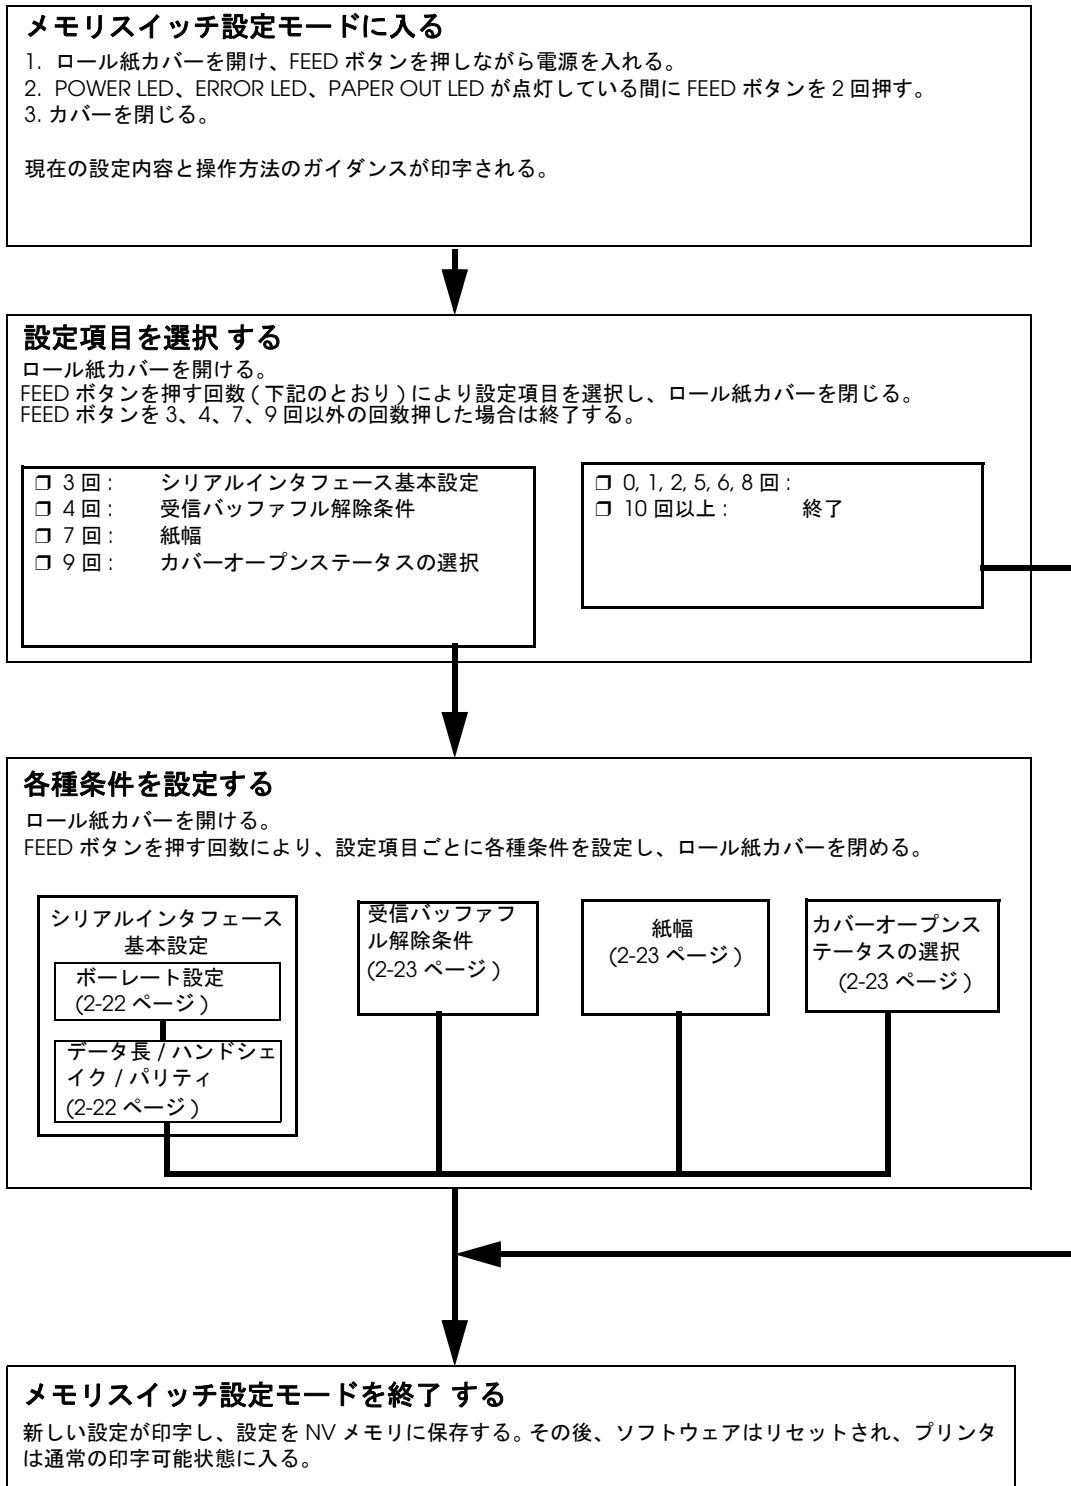 メモリスイッチ設定モードに入る
1. ロール紙カバーを開け、FEED ボタンを押しながら電源を入れる。
2. POWER LED、ERROR LED、PAPER OUT LED が点灯している間に FEED ボタンを 2 回押す。
3. カバーを閉じる。
現在の設定内容と操作方法のガイダンスが印字される。
設定項目を選択 する
ロール紙カバーを開ける。
FEED ボタンを押す回数 ( 下記のとおり ) により設定項目を選択し、ロール紙カバーを閉じる。
FEED ボタンを 3、4、7、9 回以外の回数押した場合は終了する。
❒ 3 回 : シリアルインタフェース基本設定
❒ 4 回 : 受信バッファフル解除条件
❒ 7 回 : 紙幅
❒ 9 回 : カバーオープンステータスの選択
❒ 0, 1, 2, 5, 6, 8 回 :
❒ 10 回以上 : 終了
各種条件を設定する
ロール紙カバーを開ける。
FEED ボタンを押す回数により、設定項目ごとに各種条件を設定し、ロール紙カバーを閉める。
シリアルインタフェース
基本設定
ボーレート設定
(2-22 ページ )
データ長 / ハンドシェ
イク / パリティ
(2-22 ページ )
受信バッファフ
ル解除条件
(2-23 ページ )
紙幅
(2-23 ページ )
カバーオープンス
テータスの選択
(2-23 ページ )
メモリスイッチ設定モードを終了 する
新しい設定が印字し、設定を NV メモリに保存する。その後、ソフトウェアはリセットされ、プリンタ
は通常の印字可能状態に入る。